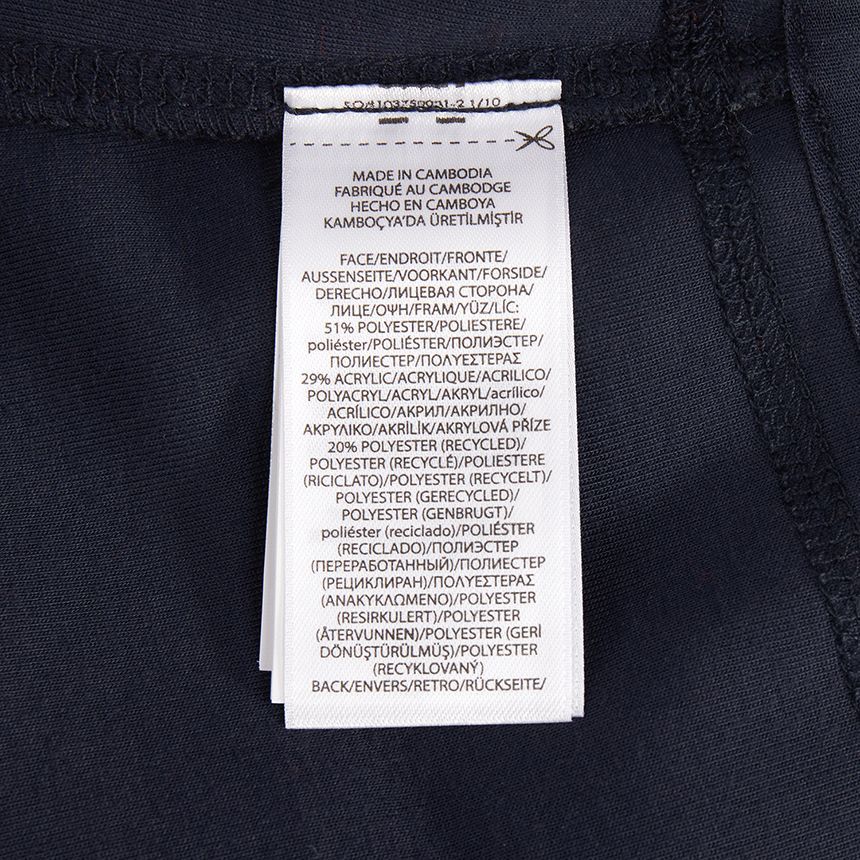 MADE IN CAMBODIA
FABRIQUÉ AU CAMBODGE
HECHO EN CAMBOYA
KAMBOÇYA'DA ÜRETİLMİŞTİR
FACE/ENDROIT/FRONTE/
AUSSENSEITE/VOORKANT/FORSIDE/
DERECHO/ЛИЦЕВАЯ СТОРОНА/
ЛИЦЕ/ΟΨΗ/FRAM/YÜZ/LÍC:
51% POLYESTER/POLIESTERE/
poliéster/POLIÉSTER/ПОЛИЭСТЕР/
ПОЛИЕСТЕР/ΠΟΛΥΕΣΤΕΡΑΣ
29% ACRYLIC/ACRYLIQUE/ACRILICO/
POLYACRYL/ACRYL/AKRYL/acrílico/
ACRÍLICO/АКРИЛ/АКРИЛНО/
ΑΚΡΥΛΙΚΟ/AKRİLİK/AKRYLOVÁ PŘÍZE
20% POLYESTER (RECYCLED)/
POLYESTER (RECYCLÉ)/POLIESTERE
(RICICLATO)/POLYESTER (RECYCELT)/
POLYESTER (GERECYCLED)/
POLYESTER (GENBRUGT)/
poliéster (reciclado)/POLIÉSTER
(RECICLADO)/ПОЛИЭСТЕР
(ПЕРЕРАБОТАННЫЙ)/ПОЛИЕСТЕР
(РЕЦИКЛИРАН)/ΠΟΛΥΕΣΤΕΡΑΣ
(ΑΝΑΚΥΚΛΩΜΕΝΟ)/POLYESTER
(RESIRKULERT)/POLYESTER
(ÅTERVUNNEN)/POLYESTER (GERİ
DÖNÜŞTÜRÜLMÜŞ)/POLYESTER
(RECYKLOVANÝ)
BACK/ENVERS/RETRO/RÜCKSEITE/